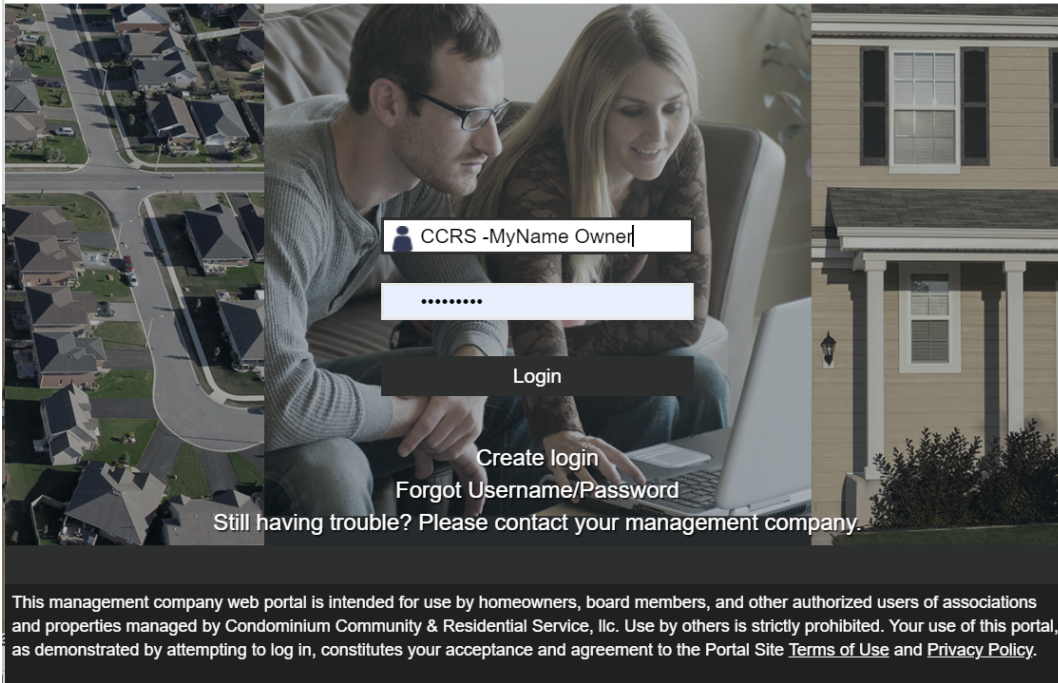 CCRS -MyName Owner
•••••••••
Login
Create login
Forgot Username/Password
Still having trouble? Please contact your management company.
This management company web portal is intended for use by homeowners, board members, and other authorized users of associations
and properties managed by Condominium Community & Residential Service, llc. Use by others is strictly prohibited. Your use of this portal,
as demonstrated by attempting to log in, constitutes your acceptance and agreement to the Portal Site Terms of Use and Privacy Policy.